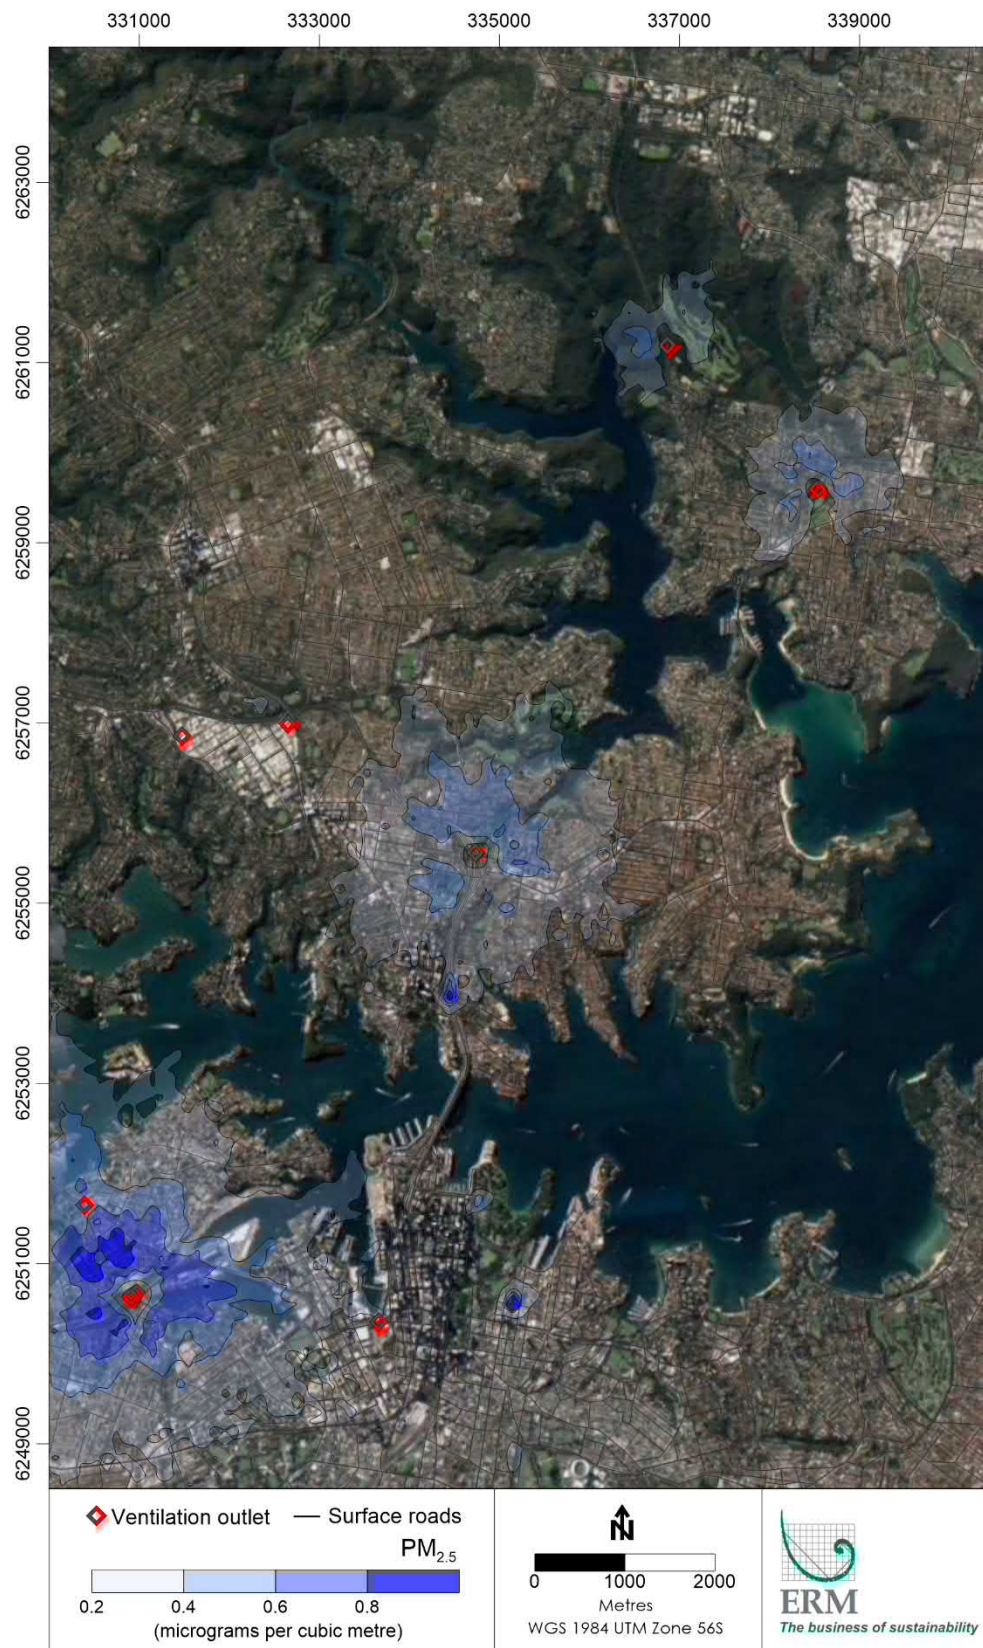 331000 333000 335000 337000 339000
6263000
6261000
6259000
6257000
6255000
6253000
6251000
6249000
Ventilation outlet — Surface roads
PM2.5
0.2 0.4 0.6 0.8
(micrograms per cubic metre)
N
0 1000 2000
Metres
WGS 1984 UTM Zone 56S
ERM
The business of sustainability